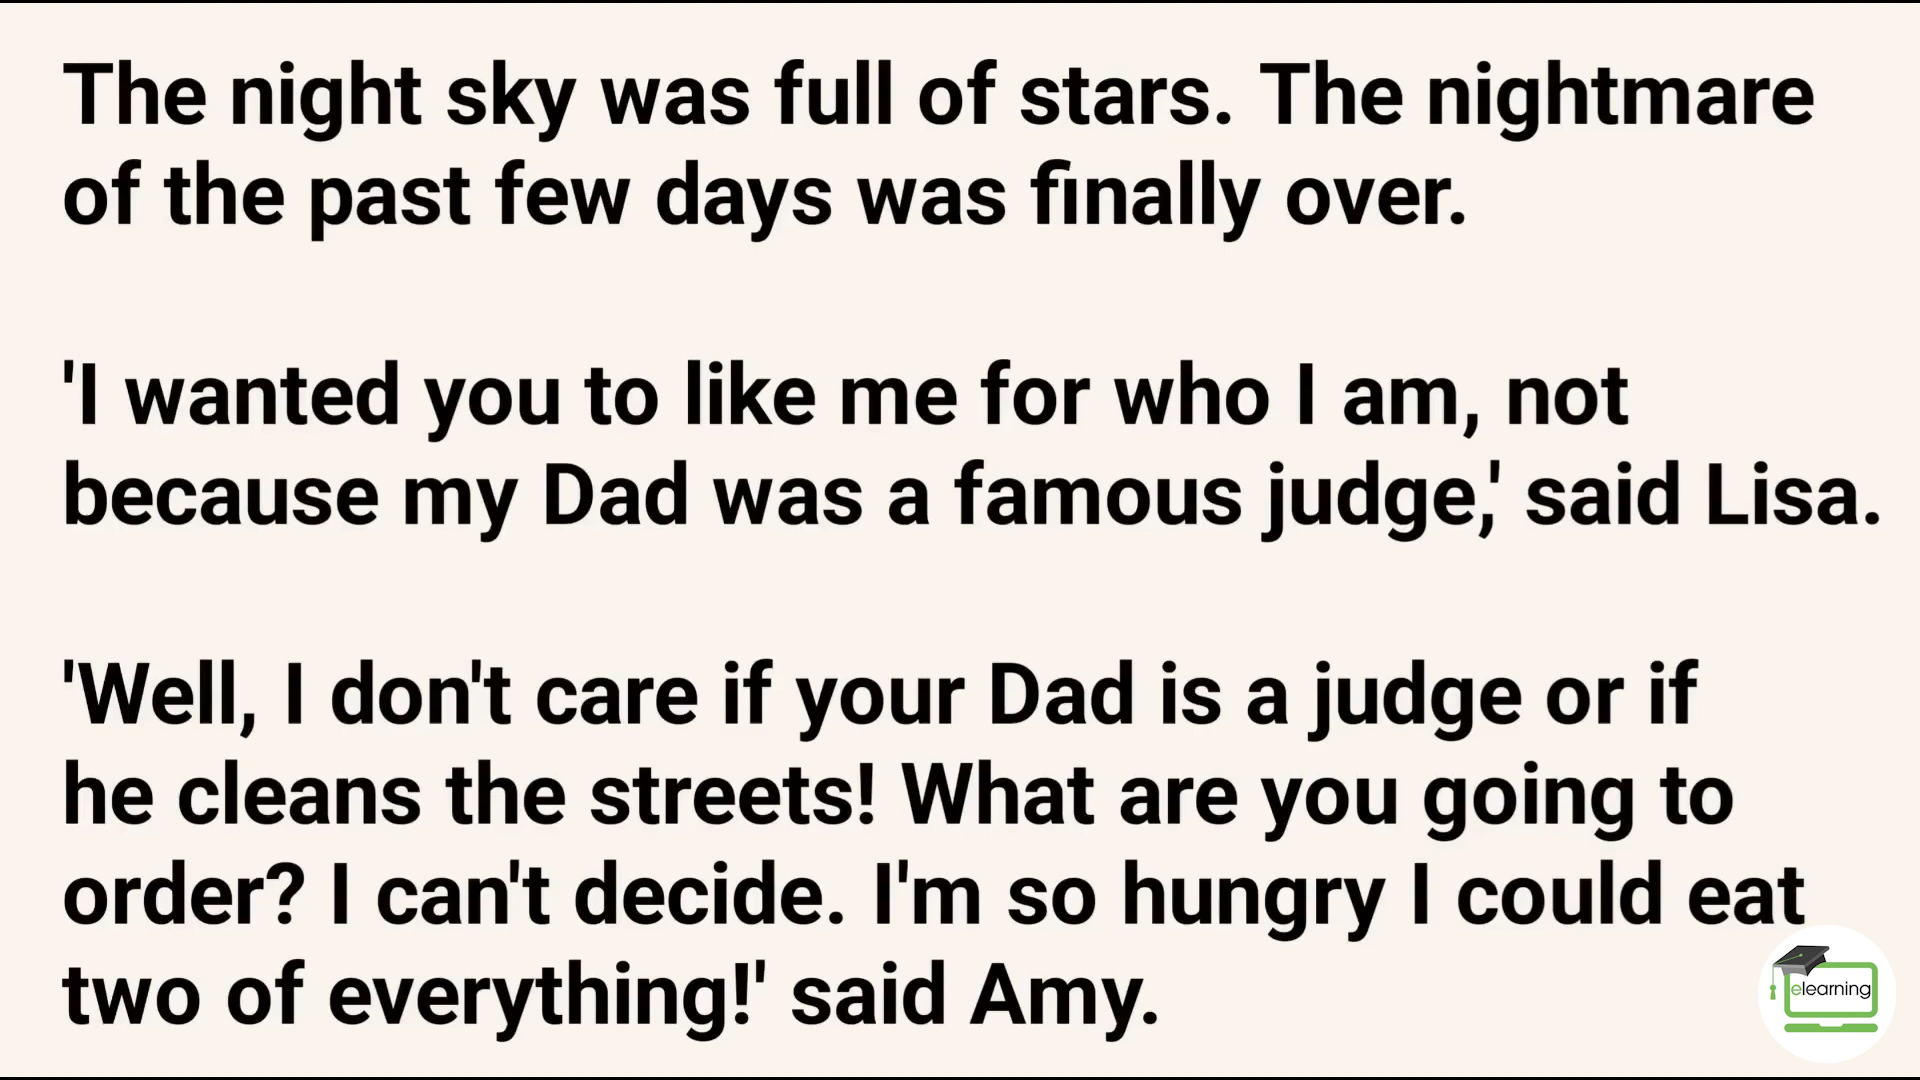 The night sky was full of stars. The nightmare
of the past few days was finally over.
'I wanted you to like me for who I am, not
because my Dad was a famous judge,' said Lisa.
'Well, I don't care if your Dad is a judge or if
he cleans the streets! What are you going to
order? I can't decide. I'm so hungry I could eat
two of everything!' said Amy.
elearning